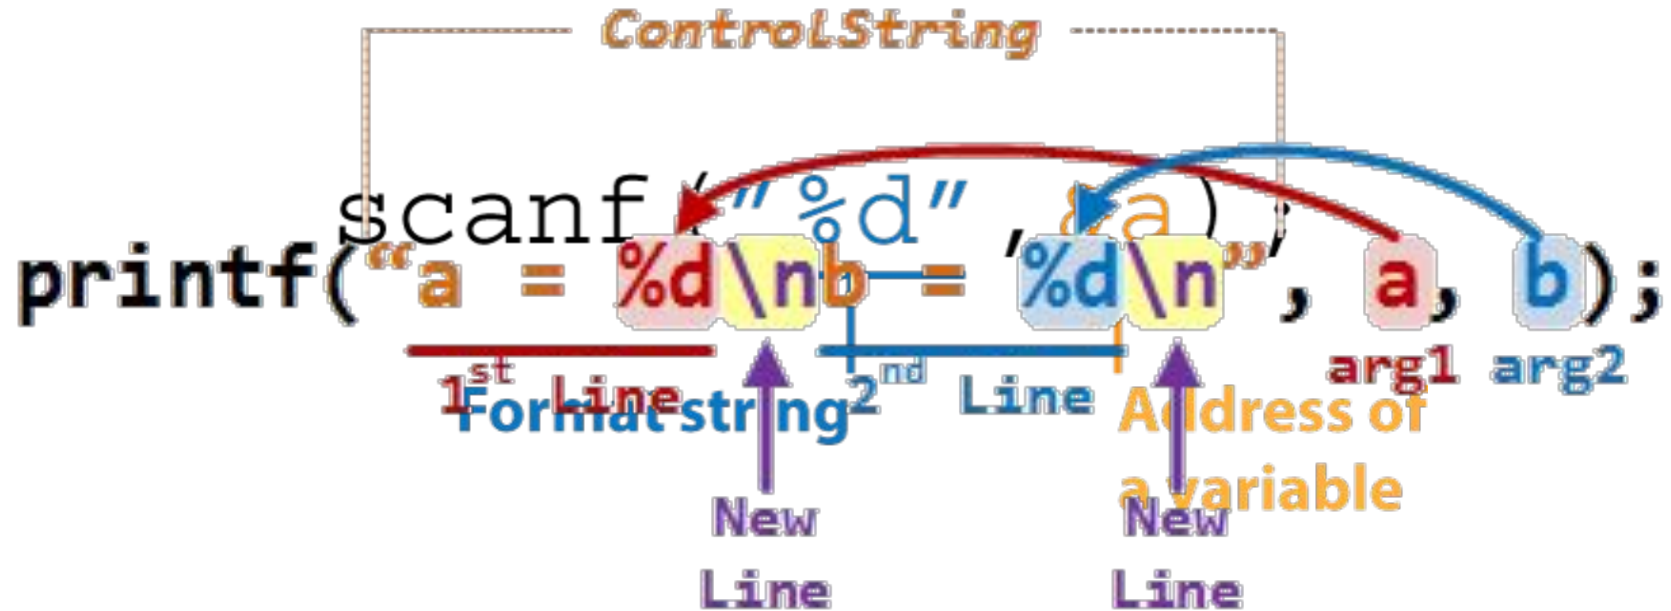 ControlString
scanf("%d", &a);
printf(“a = %d\nb = %d\n”, a, b);
1st Line 2nd Line arg1 arg2
Format string Address of
a variable
New New
Line Line